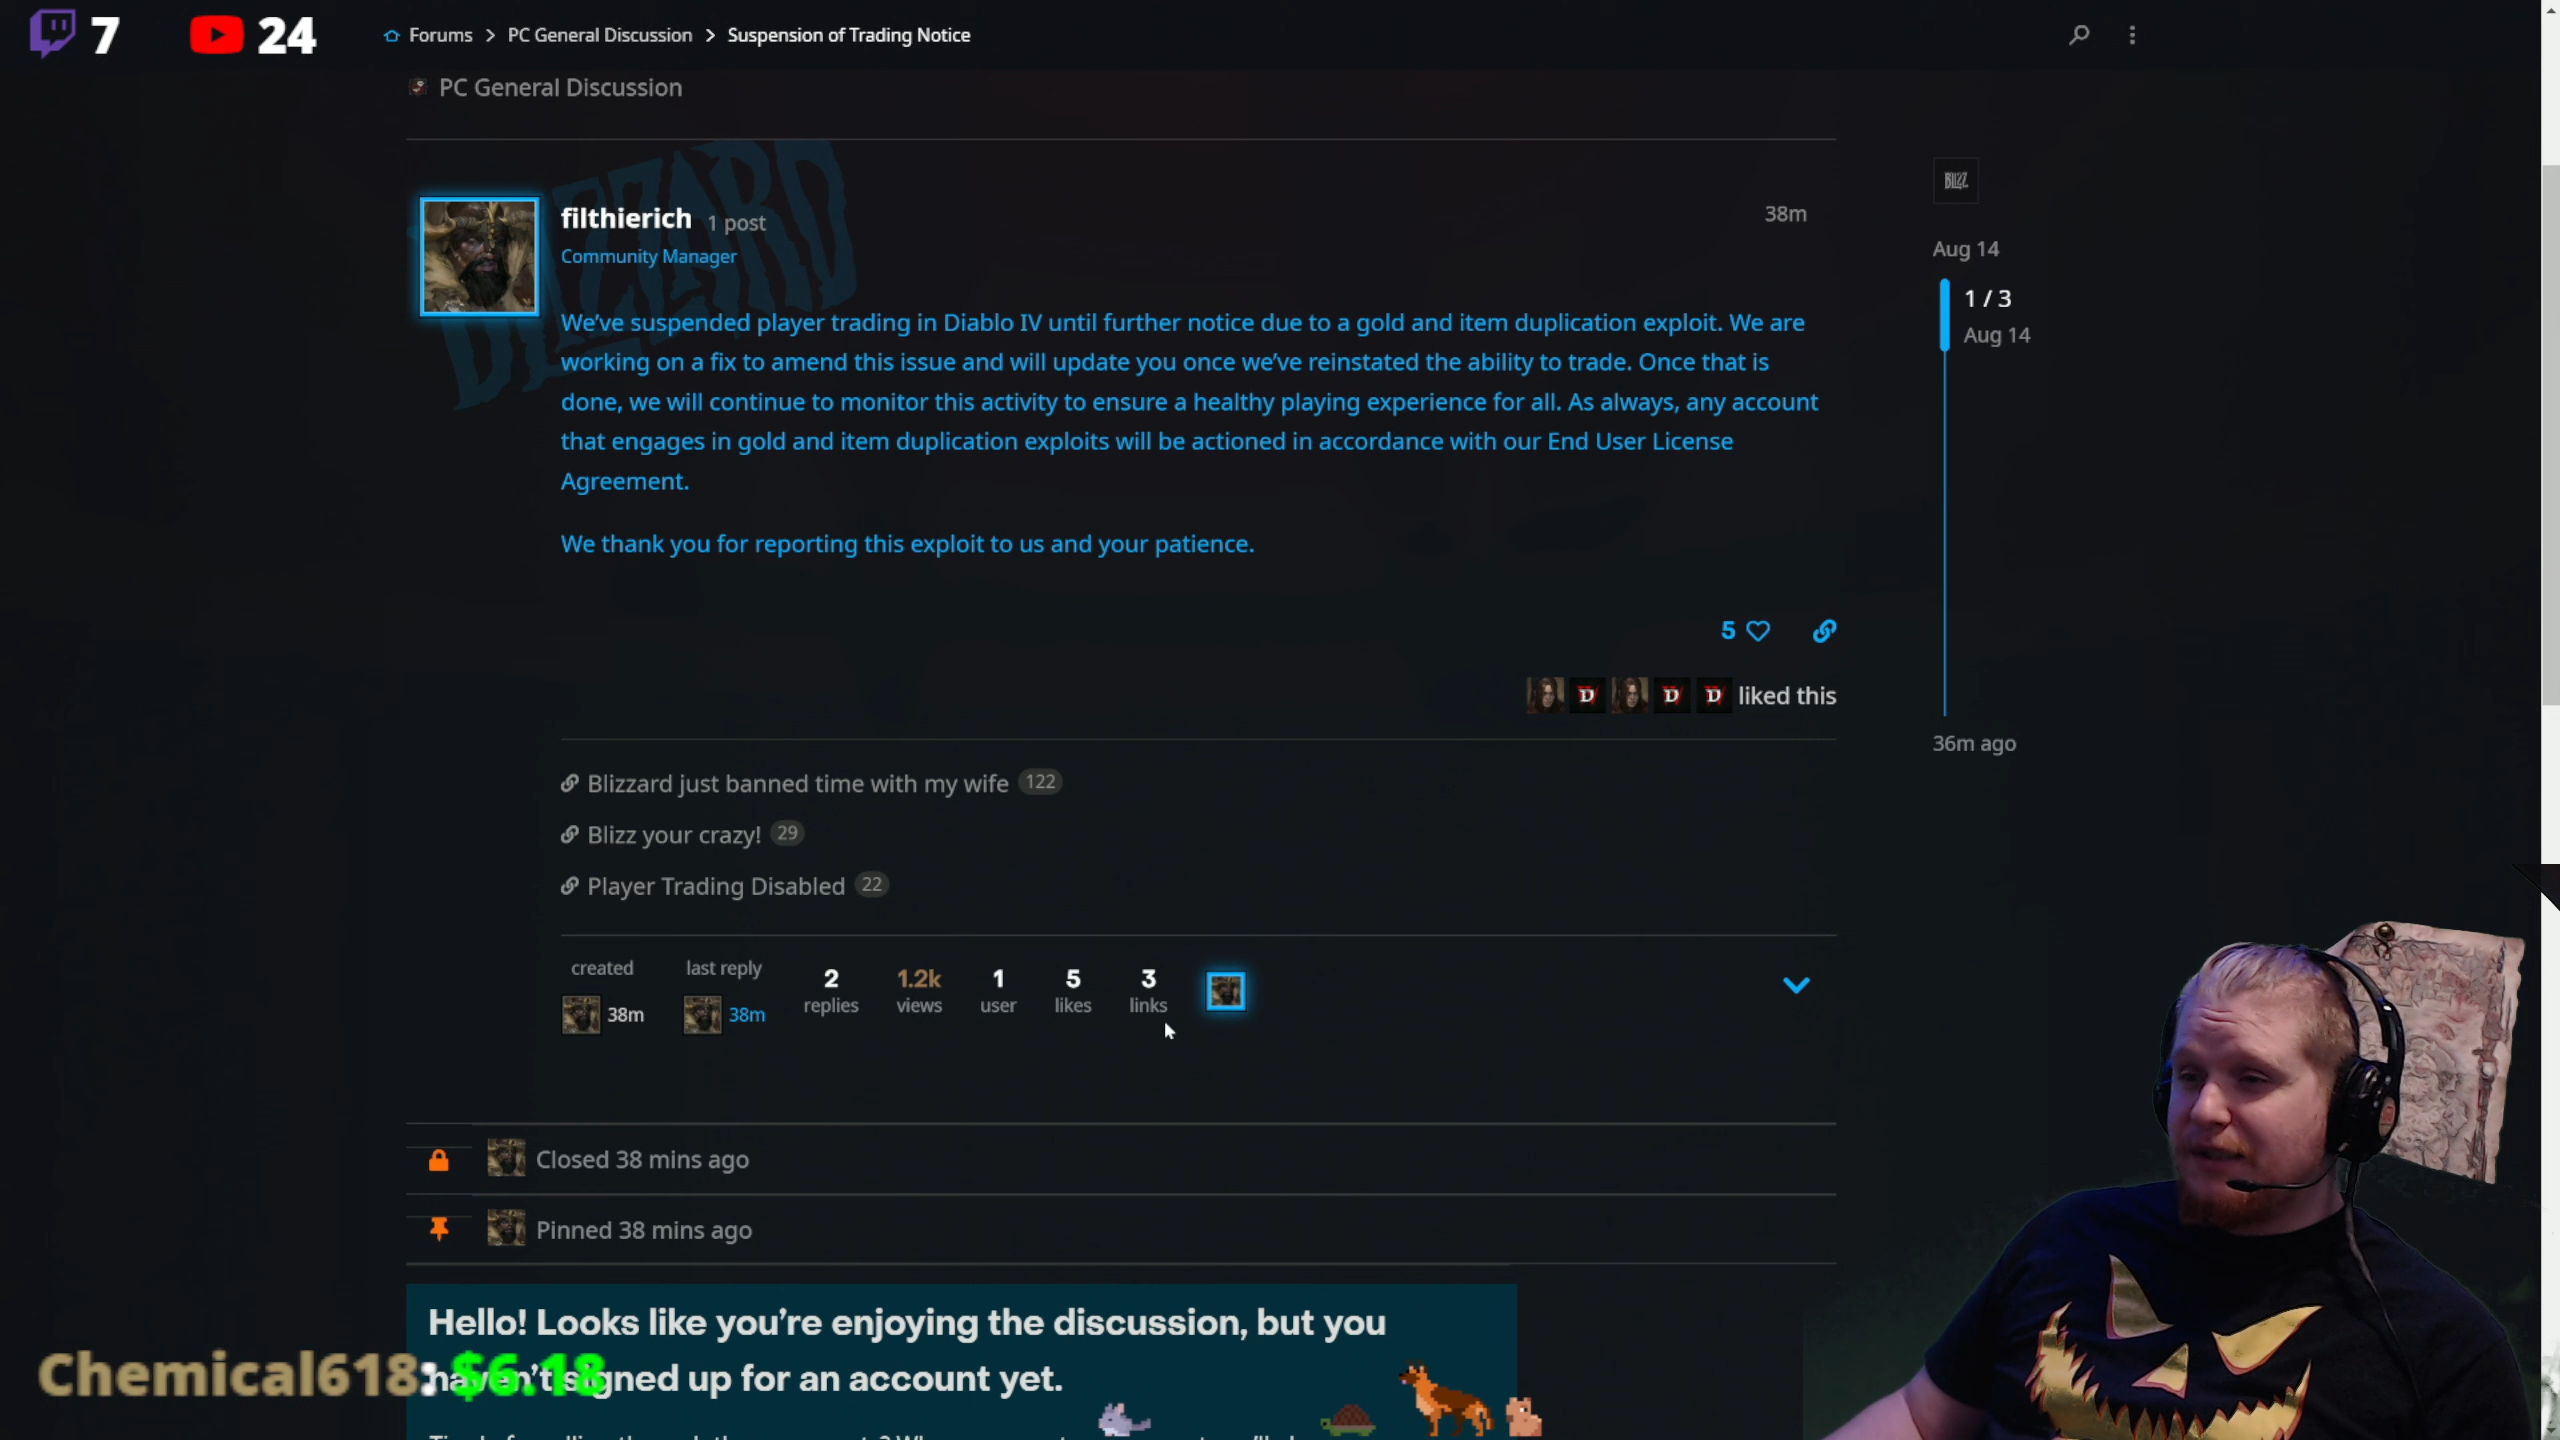 7
24
Forums > PC General Discussion > Suspension of Trading Notice
PC General Discussion
BLIZZARD
BLIZZ
filthierich 1 post
38m
Community Manager
Aug 14
1 / 3
Aug 14
We've suspended player trading in Diablo IV until further notice due to a gold and item duplication exploit. We are
working on a fix to amend this issue and will update you once we've reinstated the ability to trade. Once that is
done, we will continue to monitor this activity to ensure a healthy playing experience for all. As always, any account
that engages in gold and item duplication exploits will be actioned in accordance with our End User License
Agreement.
We thank you for reporting this exploit to us and your patience.
5
D D D liked this
36m ago
Blizzard just banned time with my wife 122
Blizz your crazy! 29
Player Trading Disabled 22
created last reply 2 1.2k 1 5 3
38m 38m replies views user likes links
Closed 38 mins ago
Pinned 38 mins ago
Hello! Looks like you're enjoying the discussion, but you
haven't signed up for an account yet.
Chemical618: $6.18